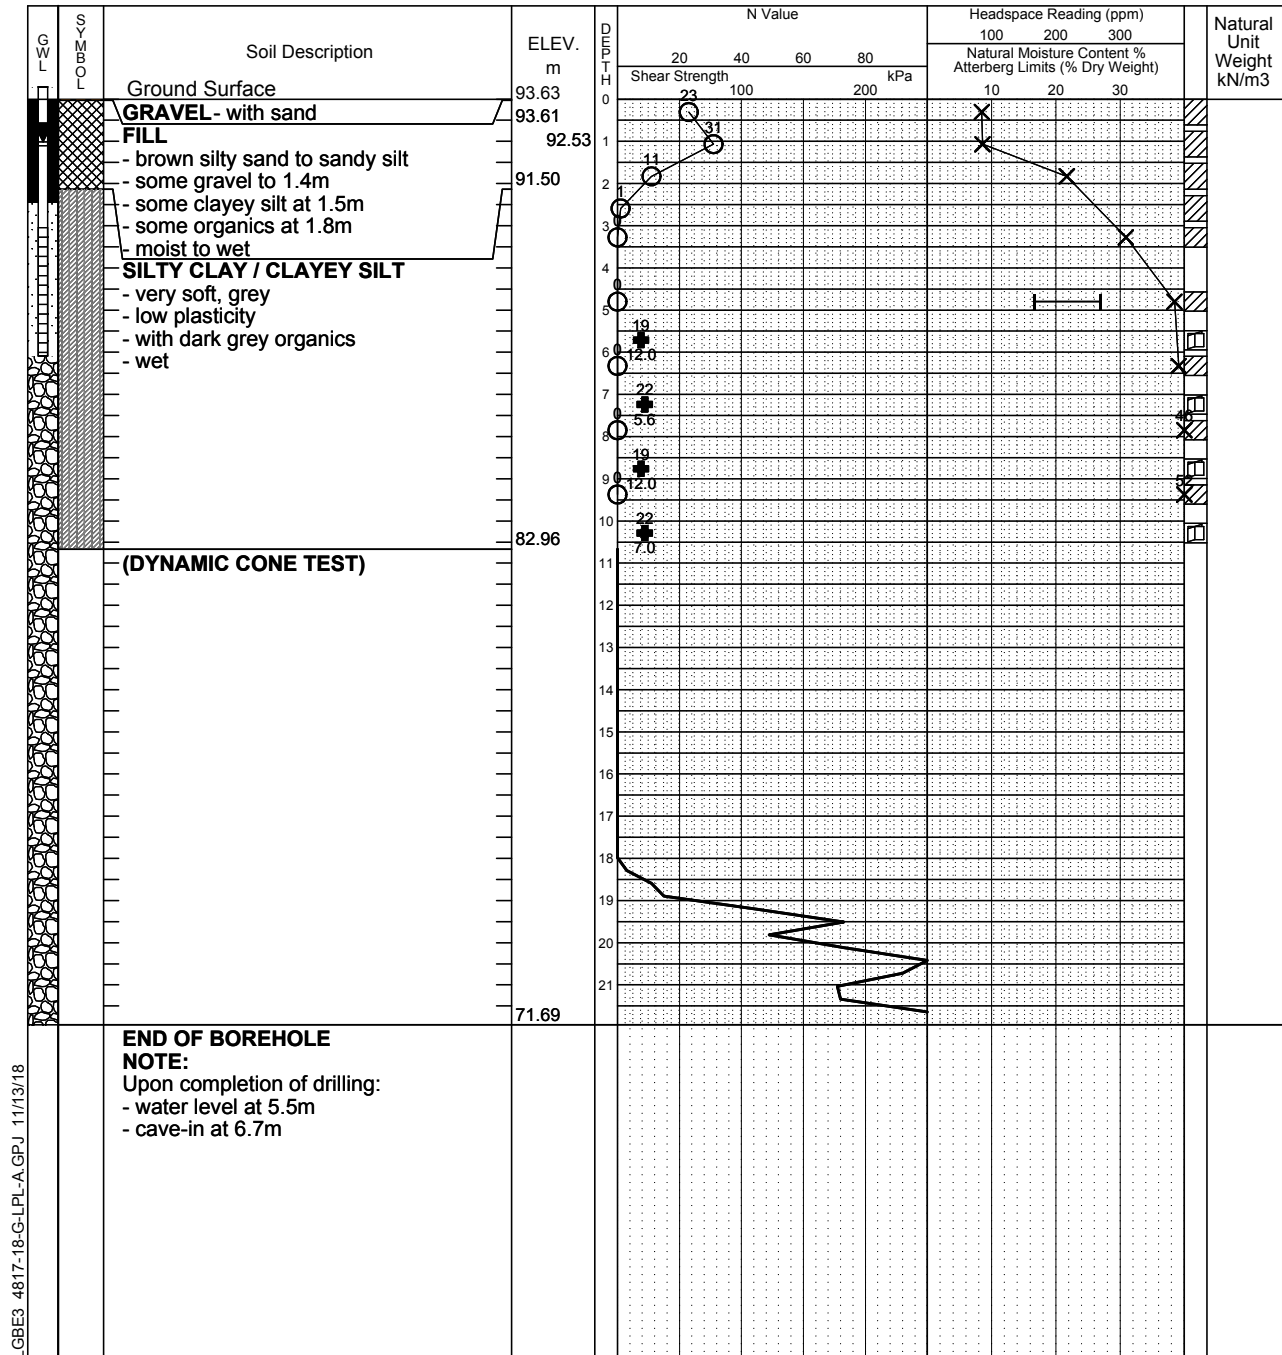 GWL
SYMBOL
Soil Description
ELEV.
m
DEPTH
N Value
20 40 60 80
Shear Strength kPa
100 200
Headspace Reading (ppm)
100 200 300
Natural Moisture Content %
Atterberg Limits (% Dry Weight)
10 20 30
Natural
Unit
Weight
kN/m3
Ground Surface
93.63
GRAVEL - with sand
93.61
FILL
92.53
- brown silty sand to sandy silt
- some gravel to 1.4m
91.50
- some clayey silt at 1.5m
- some organics at 1.8m
- moist to wet
SILTY CLAY / CLAYEY SILT
- very soft, grey
- low plasticity
- with dark grey organics
- wet
82.96
(DYNAMIC CONE TEST)
71.69
END OF BOREHOLE
NOTE:
Upon completion of drilling:
- water level at 5.5m
- cave-in at 6.7m
0
1
2
3
4
5
6
7
8
9
10
11
12
13
14
15
16
17
18
19
20
21
23
31
11
1
0
0
19
0
12.0
22
0
5.6
19
0
12.0
22
7.0
46
52
LGBE3 4817-18-G-LPL-A.GPJ 11/13/18